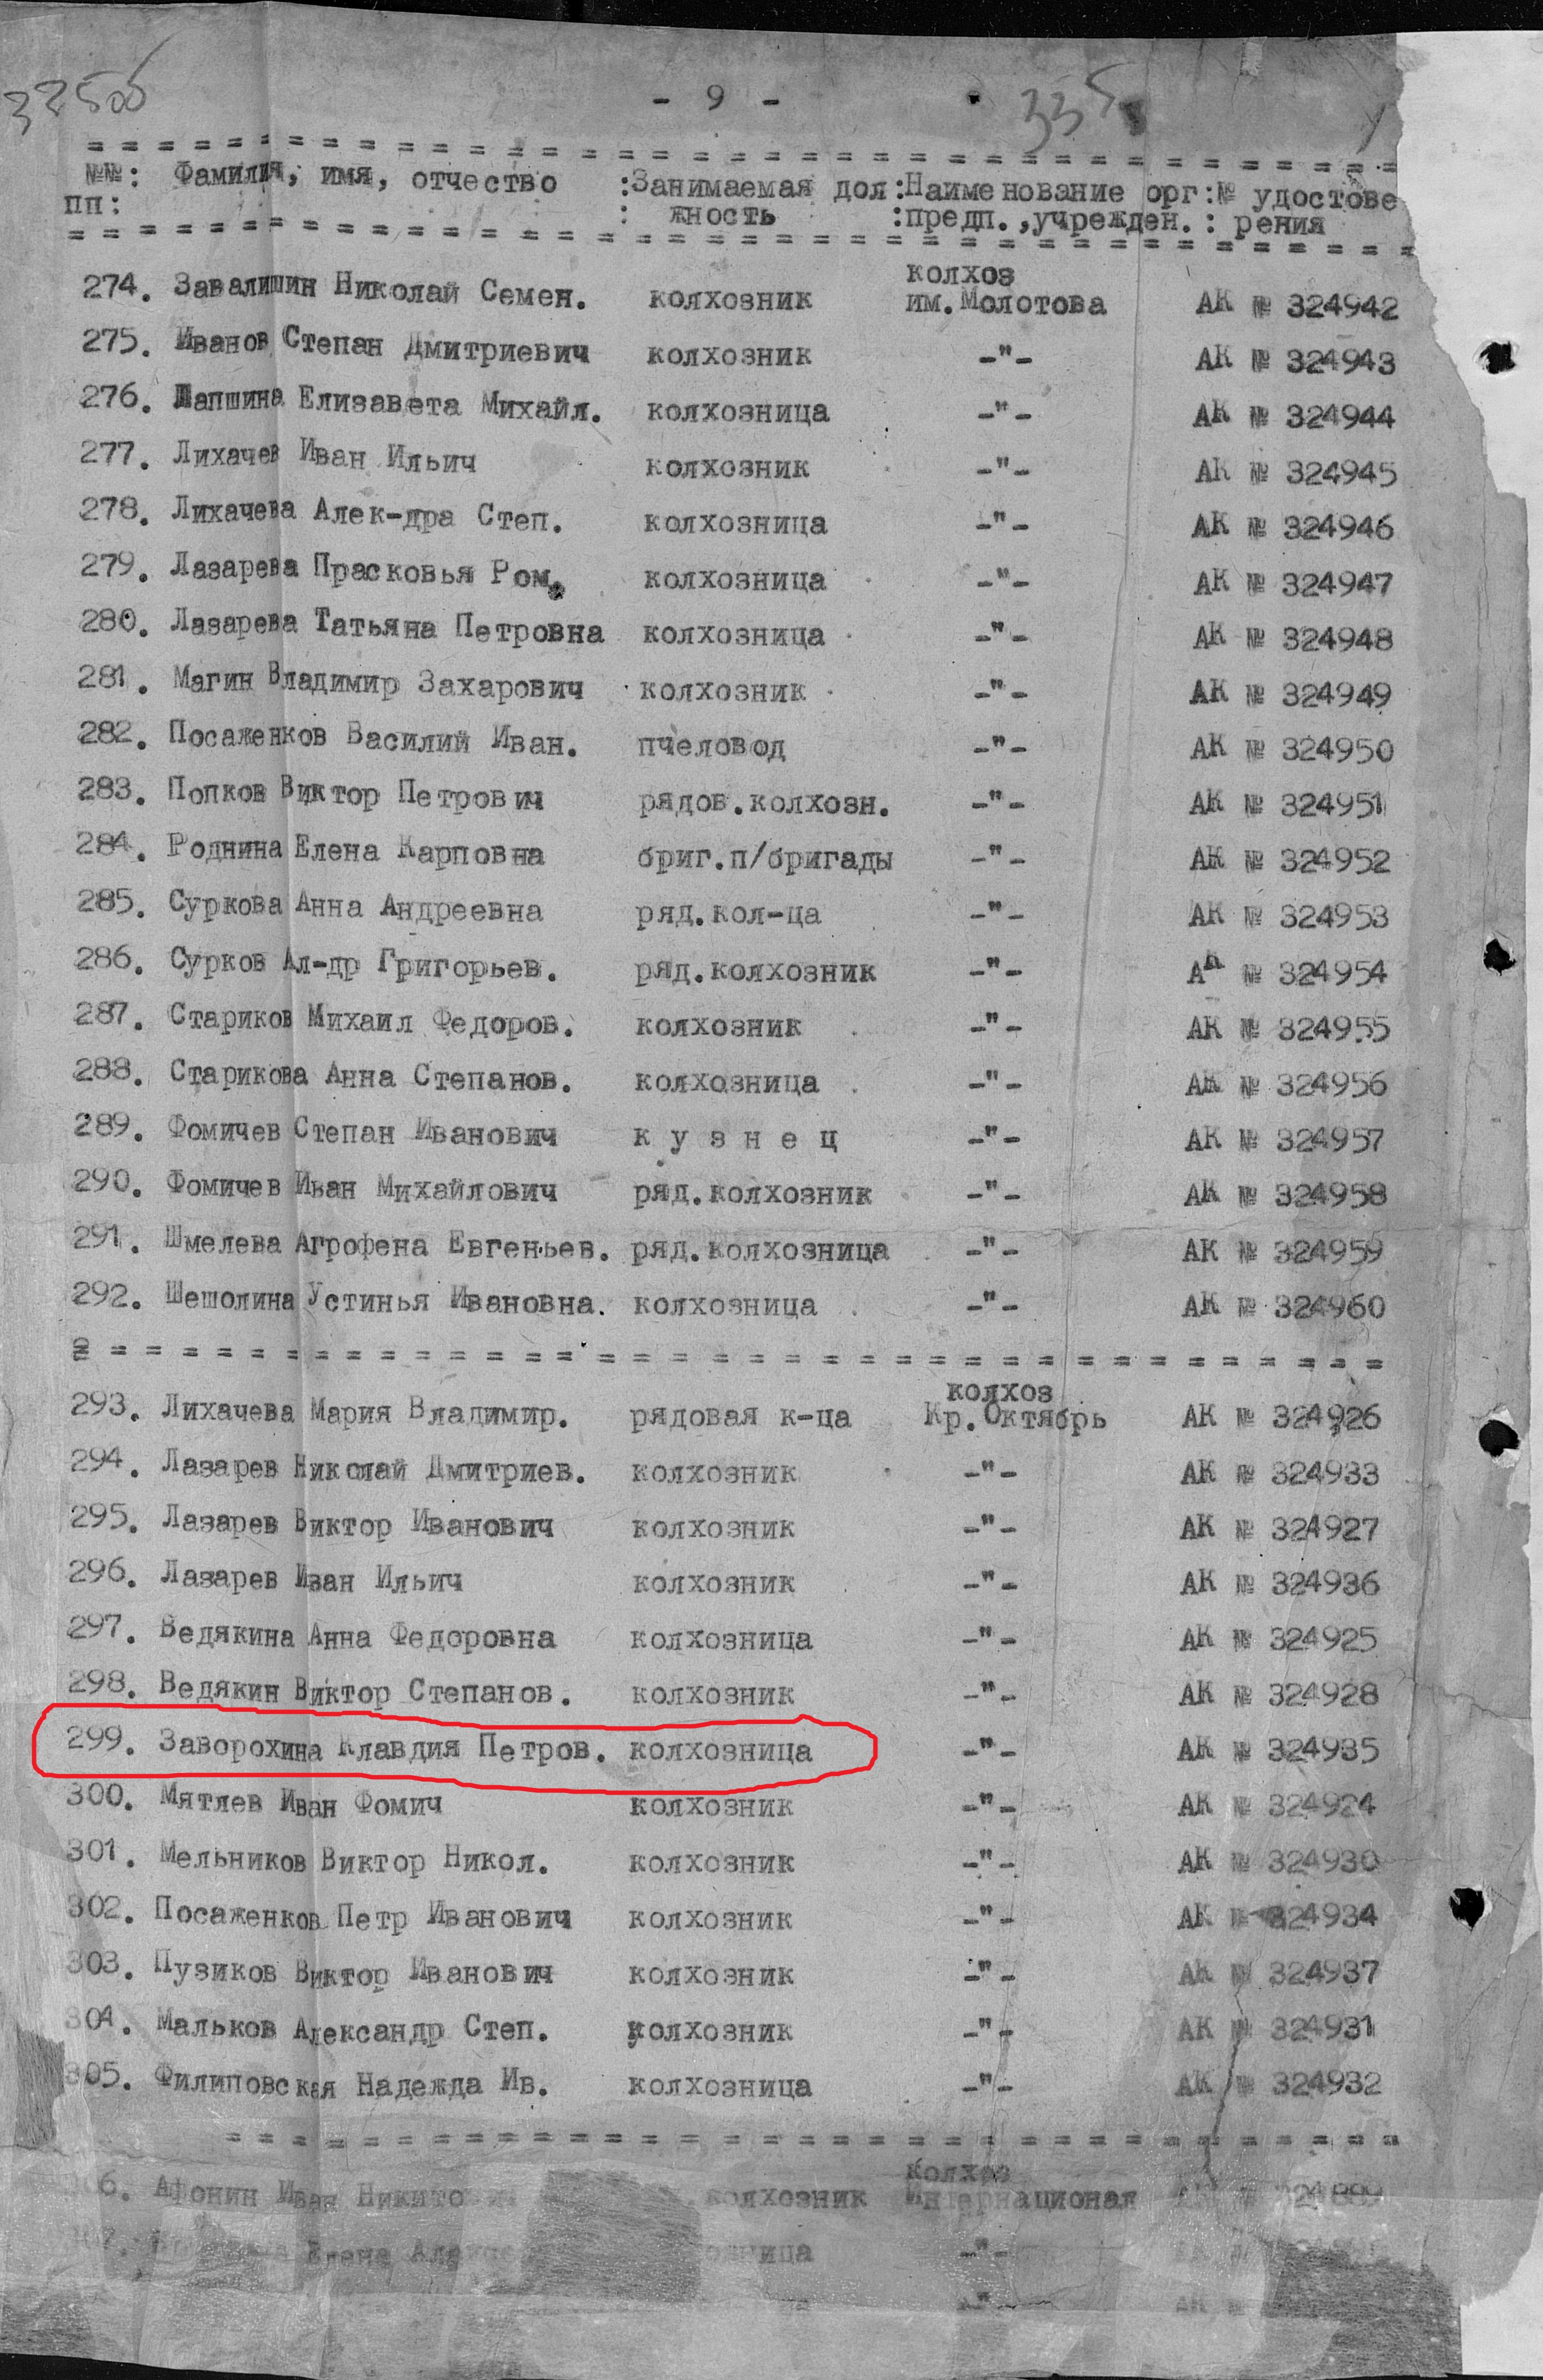 - 9 -
335
№№: Фамилия, имя, отчество :Занимаемая дол:Наименование орг:№ удостове
пп: : жность :предп.,учрежден. : рения
колхоз
274. Завалишин Николай Семен. колхозник им.Молотова АК № 324942
275. Иванов Степан Дмитриевич колхозник -"- АК № 324943
276. Лапшина Елизавета Михайл. колхозница -"- АК № 324944
277. Лихачев Иван Ильич колхозник -"- АК № 324945
278. Лихачева Алек-дра Степ. колхозница -"- АК № 324946
279. Лазарева Прасковья Ром. колхозница -"- АК № 324947
280. Лазарева Татьяна Петровна колхозница -"- АК № 324948
281. Магин Владимир Захарович колхозник -"- АК № 324949
282. Посаженков Василий Иван. пчеловод -"- АК № 324950
283. Попков Виктор Петрович рядов.колхозн. -"- АК № 324951
284. Роднина Елена Карповна бриг.п/бригады -"- АК № 324952
285. Суркова Анна Андреевна ряд.кол-ца -"- АК № 324953
286. Сурков Ал-др Григорьев. ряд.колхозник -"- АК № 324954
287. Стариков Михаил Федоров. колхозник -"- АК № 324955
288. Старикова Анна Степанов. колхозница -"- АК № 324956
289. Фомичев Степан Иванович к у з н е ц -"- АК № 324957
290. Фомичев Иван Михайлович ряд.колхозник -"- АК № 324958
291. Шмелева Агрофена Евгеньев. ряд.колхозница -"- АК № 324959
292. Шешолина Устинья Ивановна. колхозница -"- АК № 324960
колхоз
293. Лихачева Мария Владимир. рядовая к-ца Кр.Октябрь АК № 324926
294. Лазарев Николай Дмитриев. колхозник -"- АК № 324933
295. Лазарев Виктор Иванович колхозник -"- АК № 324927
296. Лазарев Иван Ильич колхозник -"- АК № 324936
297. Ведякина Анна Федоровна колхозница -"- АК № 324925
298. Ведякин Виктор Степанов. колхозник -"- АК № 324928
299. Заворохина Клавдия Петров. колхозница -"- АК № 324935
300. Мятлев Иван Фомич колхозник -"- АК № 324924
301. Мельников Виктор Никол. колхозник -"- АК № 324930
302. Посаженков Петр Иванович колхозник -"- АК № 324934
303. Пузиков Виктор Иванович колхозник -"- АК № 324937
304. Мальков Александр Степ. колхозник -"- АК № 324931
305. Филиповская Надежда Ив. колхозница -"- АК № 324932
колхоз
Афонин Иван колхозник Интернационал
Елена -"-
-"-